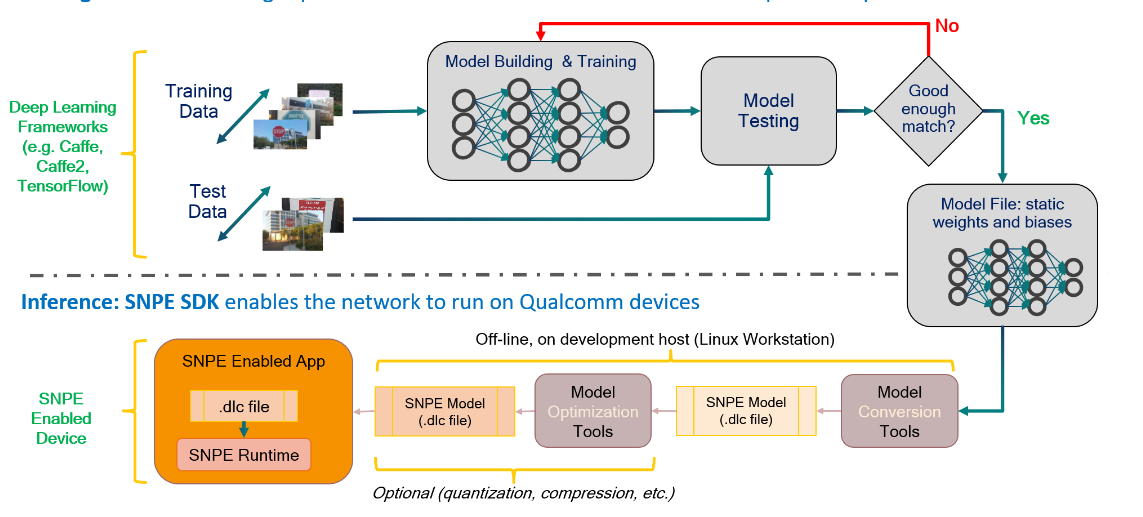 No
Model Building & Training
Training
Data
Deep Learning
Frameworks
(e.g. Caffe,
Caffe2,
TensorFlow)
Model
Testing
Good
enough
match?
Yes
Test
Data
Model File: static
weights and biases
Inference: SNPE SDK enables the network to run on Qualcomm devices
Off-line, on development host (Linux Workstation)
SNPE Enabled App
SNPE
Enabled
Device
.dlc file
SNPE Runtime
SNPE Model
(.dlc file)
Model
Optimization
Tools
SNPE Model
(.dlc file)
Model
Conversion
Tools
Optional (quantization, compression, etc.)